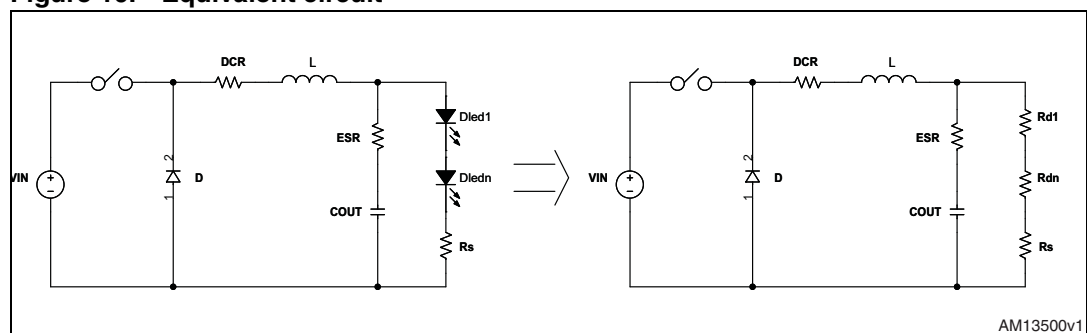 Figure 18. Equivalent circuit
DCR
L
ESR
Dled1
Dledn
VIN
+
−
2
1
D
COUT
Rs
DCR
L
ESR
Rd1
Rdn
VIN
+
−
2
1
D
COUT
Rs
AM13500v1